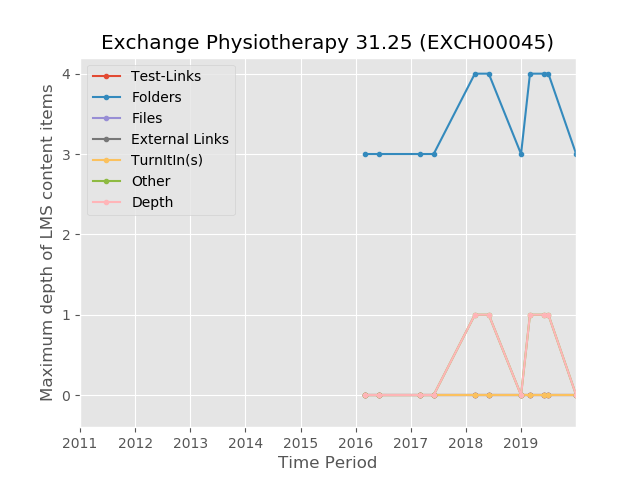 Exchange Physiotherapy 31.25 (EXCH00045)
Test-Links
Folders
Files
External Links
TurnItIn(s)
Other
Depth
Maximum depth of LMS content items
4
3
2
1
0
2011 2012 2013 2014 2015 2016 2017 2018 2019
Time Period